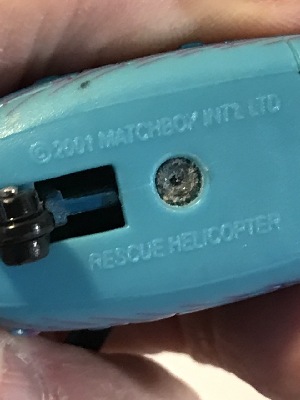 ©2001 MATCHBOX INT'L LTD
RESCUE HELICOPTER